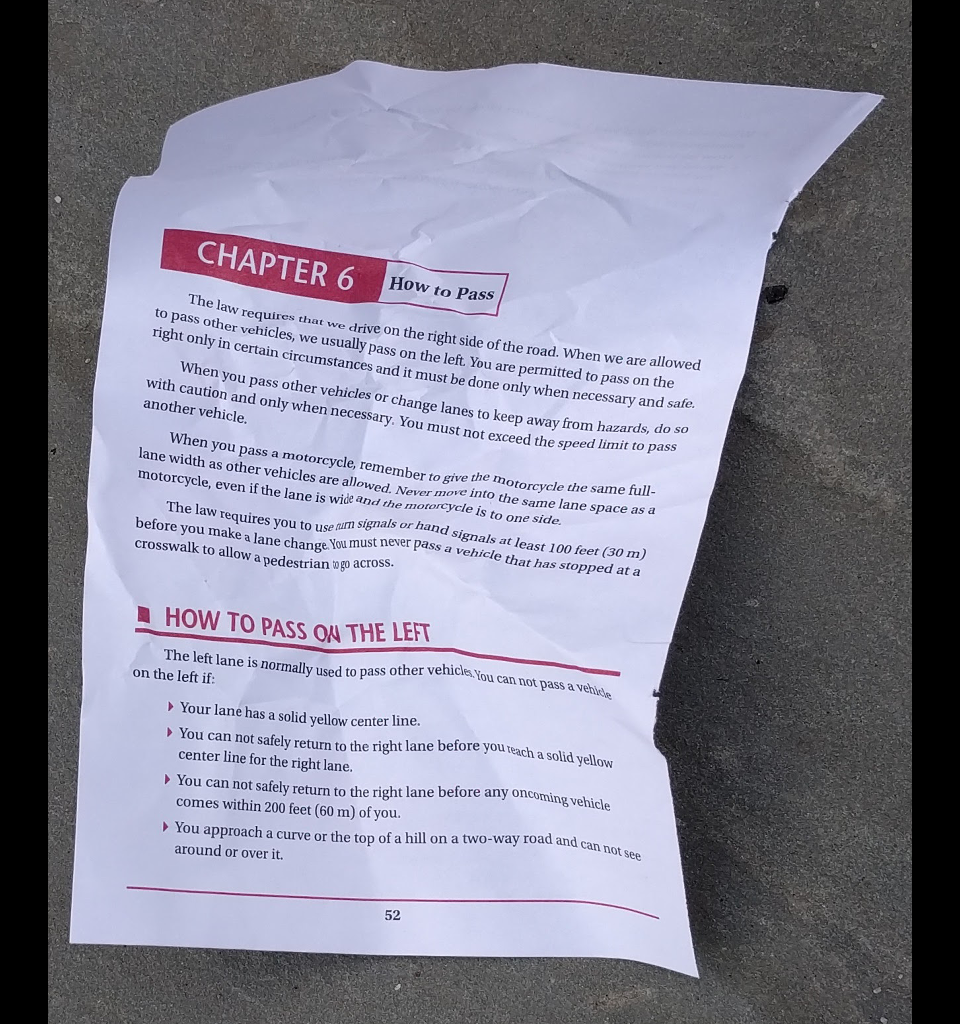 CHAPTER 6 How to Pass
The law requires that we drive on the right side of the road. When we are allowed
to pass other vehicles, we usually pass on the left. You are permitted to pass on the
right only in certain circumstances and it must be done only when necessary and safe.
When you pass other vehicles or change lanes to keep away from hazards, do so
with caution and only when necessary. You must not exceed the speed limit to pass
another vehicle.
When you pass a motorcycle, remember to give the motorcycle the same full-
lane width as other vehicles are allowed. Never move into the same lane space as a
motorcycle, even if the lane is wide and the motorcycle is to one side.
The law requires you to use turn signals or hand signals at least 100 feet (30 m)
before you make a lane change. You must never pass a vehicle that has stopped at a
crosswalk to allow a pedestrian to go across.
HOW TO PASS ON THE LEFT
The left lane is normally used to pass other vehicles. You can not pass a vehicle
on the left if:
Your lane has a solid yellow center line.
You can not safely return to the right lane before you reach a solid yellow
center line for the right lane.
You can not safely return to the right lane before any oncoming vehicle
comes within 200 feet (60 m) of you.
You approach a curve or the top of a hill on a two-way road and can not see
around or over it.
52